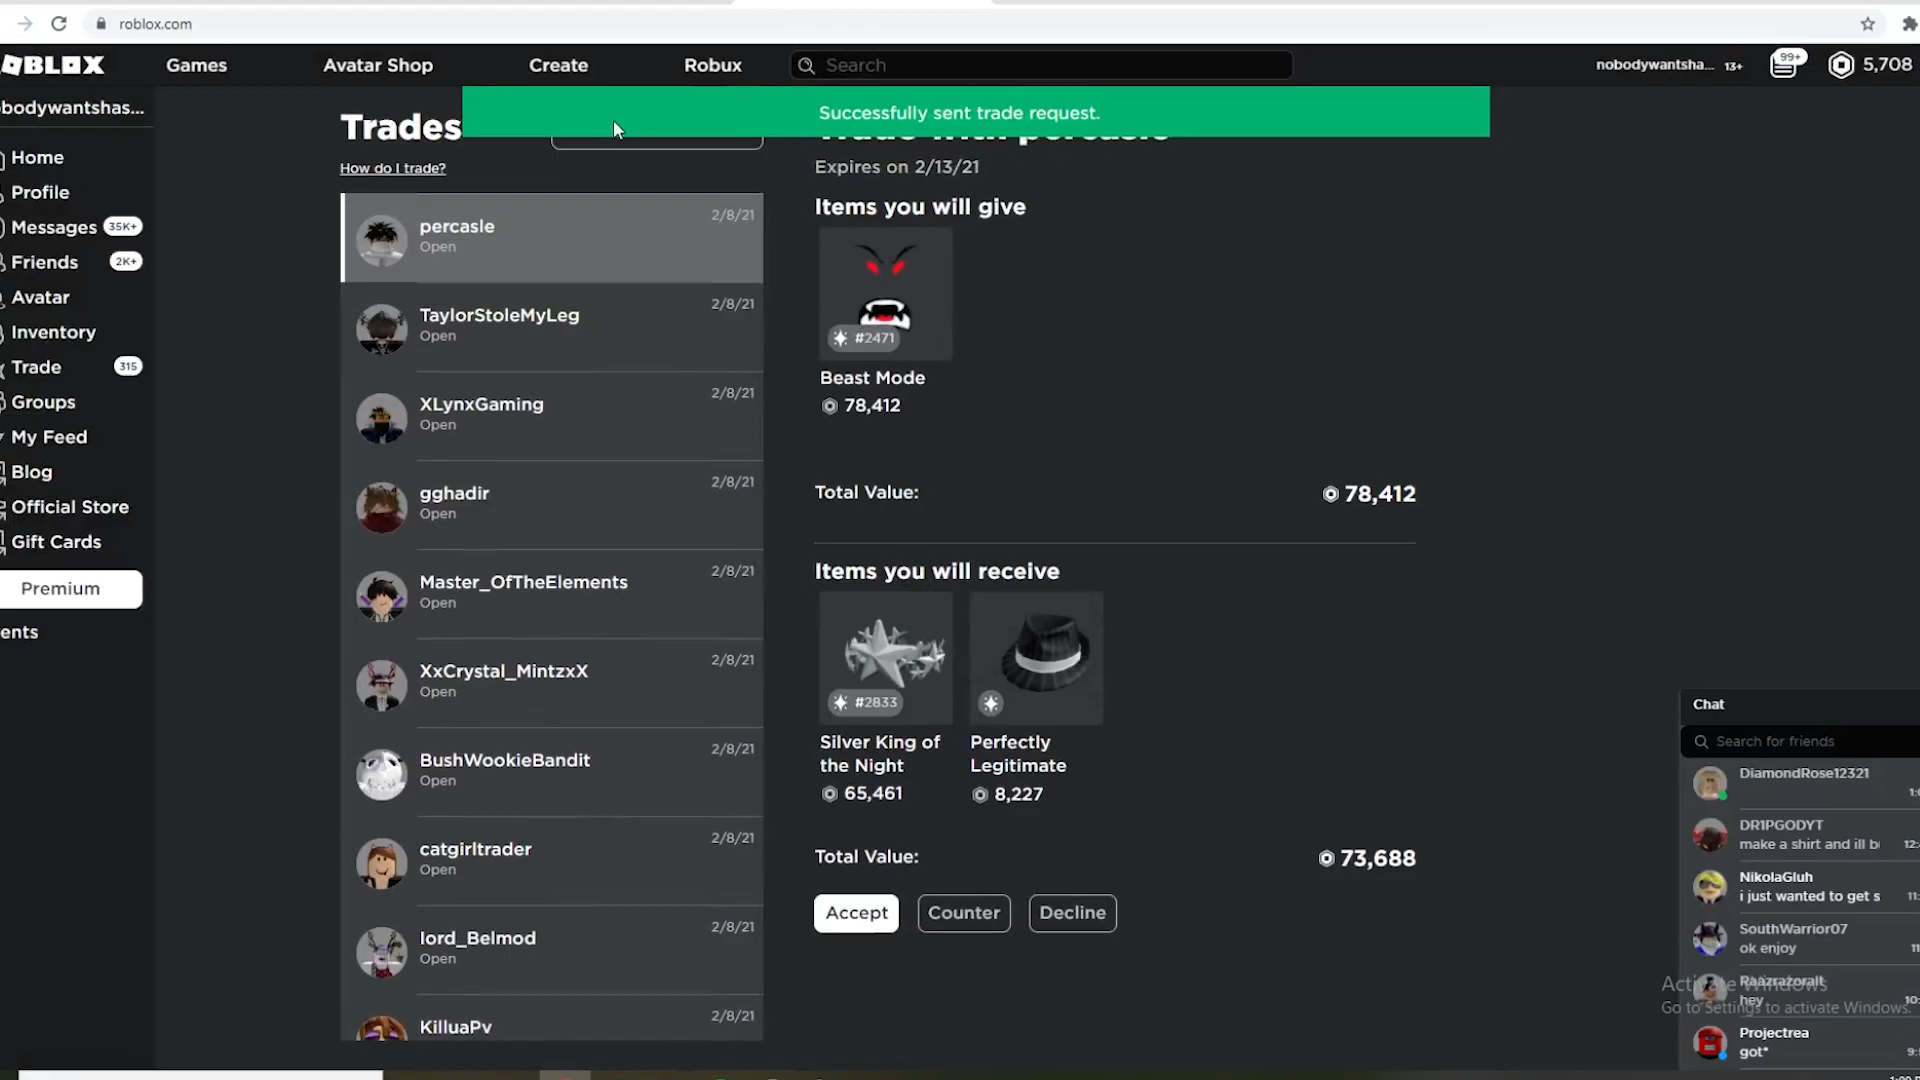 roblox.com
ROBLOX
Games
Avatar Shop
Create
Robux
Search
nobodywantsha...
13+
99+
5,708
obodywantshas...
Home
Profile
Messages
35K+
Friends
2K+
Avatar
Inventory
Trade
315
Groups
My Feed
Blog
Official Store
Gift Cards
Premium
ents
Successfully sent trade request.
Trades
How do I trade?
percasle
Open
2/8/21
TaylorStoleMyLeg
Open
2/8/21
XLynxGaming
Open
2/8/21
gghadir
Open
2/8/21
Master_OfTheElements
Open
2/8/21
XxCrystal_MintzxX
Open
2/8/21
BushWookieBandit
Open
2/8/21
catgirltrader
Open
2/8/21
lord_Belmod
Open
2/8/21
KilluaPv
2/8/21
Trade with percasle
Expires on 2/13/21
Items you will give
#2471
Beast Mode
78,412
Total Value:
78,412
Items you will receive
#2833
Silver King of
the Night
65,461
Perfectly
Legitimate
8,227
Total Value:
73,688
Accept
Counter
Decline
Chat
Search for friends
DiamondRose12321
DR1PGODYT
make a shirt and ill b
NikolaGluh
i just wanted to get s
SouthWarrior07
ok enjoy
Raazrazoralt
hey
Projectrea
got*
Activate Windows
Go to Settings to activate Windows.